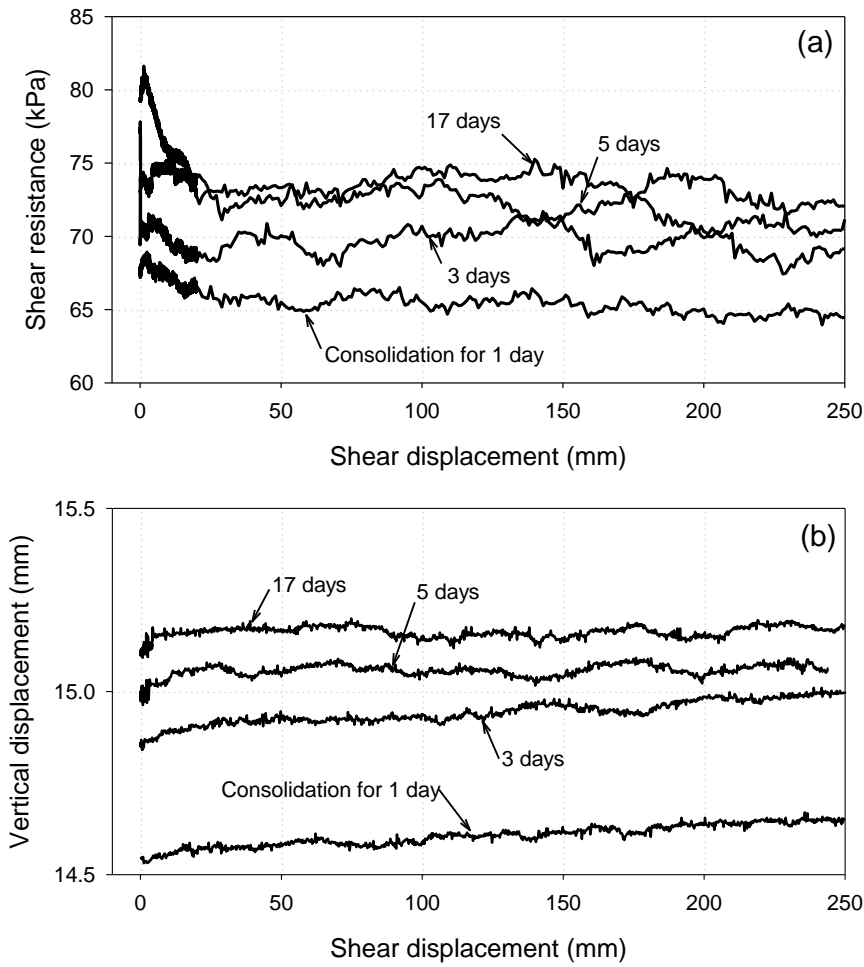 85
(a)
80
17 days
5 days
75
Shear resistance (kPa)
70
3 days
65
Consolidation for 1 day
60
0 50 100 150 200 250
Shear displacement (mm)
15.5
(b)
17 days
5 days
Vertical displacement (mm)
15.0
3 days
Consolidation for 1 day
14.5
0 50 100 150 200 250
Shear displacement (mm)